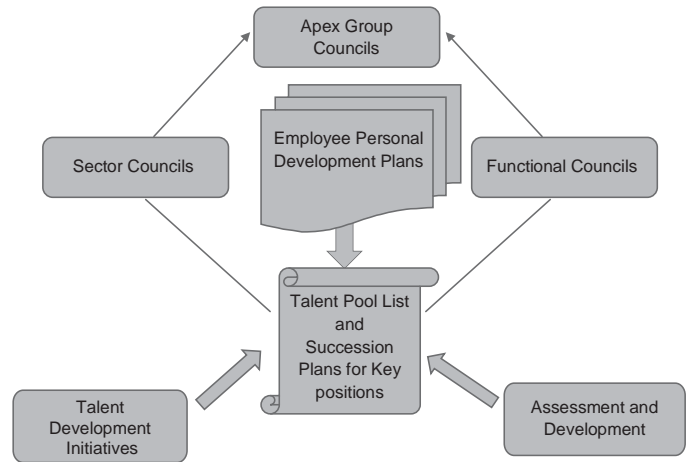 Apex Group
Councils
Employee Personal
Development Plans
Sector Councils
Functional Councils
Talent Pool List
and
Succession
Plans for Key
positions
Talent
Development
Initiatives
Assessment and
Development